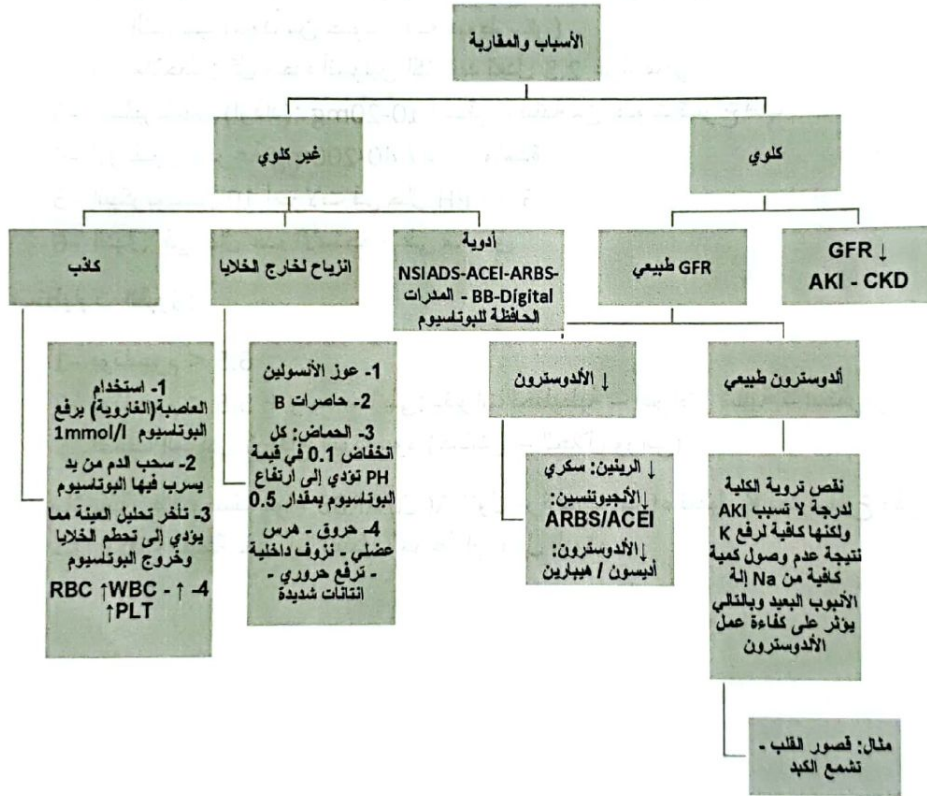 الأسباب والمقاربة
كلوي
غير كلوي
GFR ↓
AKI - CKD
GFR طبيعي
أدوية
NSIADS-ACEI-ARBS-
BB-Digital - المدرات
الحافظة للبوتاسيوم
انزياح لخارج الخلايا
كاذب
ألدوسترون طبيعي
↓ الألدوسترون
نقص تروية الكلية
لدرجة لا تسبب AKI
ولكنها كافية لرفع K
نتيجة عدم وصول كمية
كافية من Na إلة
الأنبوب البعيد وبالتالي
يؤثر على كفاءة عمل
الألدوسترون
مثال: قصور القلب -
تشمع الكبد
↓ الرينين: سكري
↓الأنجيوتنسين:
ARBS/ACEI
↓الألدوسترون:
أديسون / هيبارين
1- عوز الأنسولين
2- حاصرات B
3- الحماض: كل
انخفاض 0.1 في قيمة
PH تؤدي إلى ارتفاع
البوتاسيوم بمقدار 0.5
4- حروق - هرس
عضلي - نزوف داخلية
- ترفع حروري -
انتانات شديدة
1- استخدام
العاصبة(الغاروية) يرفع
البوتاسيوم 1mmol/l
2- سحب الدم من يد
يسرب فيها البوتاسيوم
3- تأخر تحليل العينة مما
يؤدي إلى تحطم الخلايا
وخروج البوتاسيوم
4- ↑ RBC ↑WBC -
↑PLT